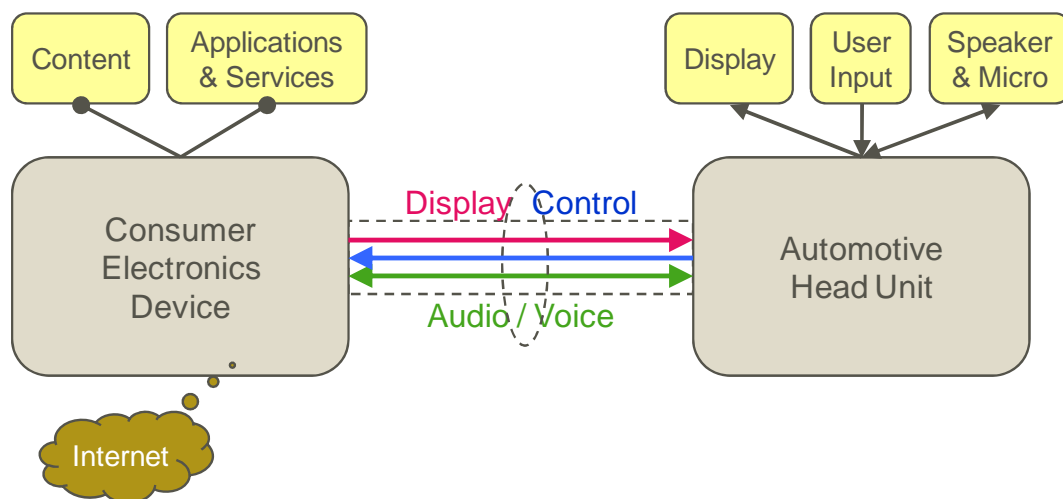 Content
Applications
& Services
Display
User
Input
Speaker
& Micro
Consumer
Electronics
Device
Display
Control
Audio / Voice
Automotive
Head Unit
Internet